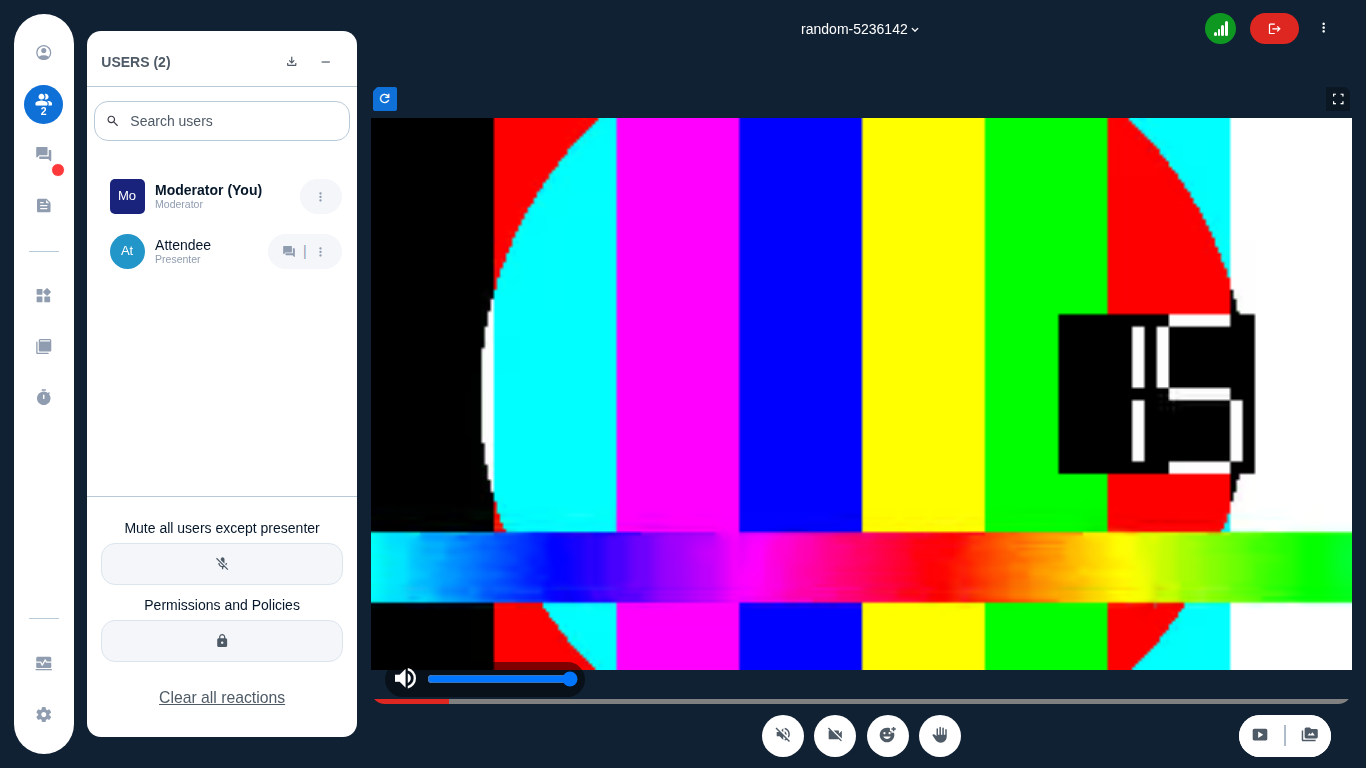 random-5236142
USERS (2)
2
Search users
Mo
Moderator (You)
Moderator
At
Attendee
Presenter
15
Mute all users except presenter
Permissions and Policies
Clear all reactions